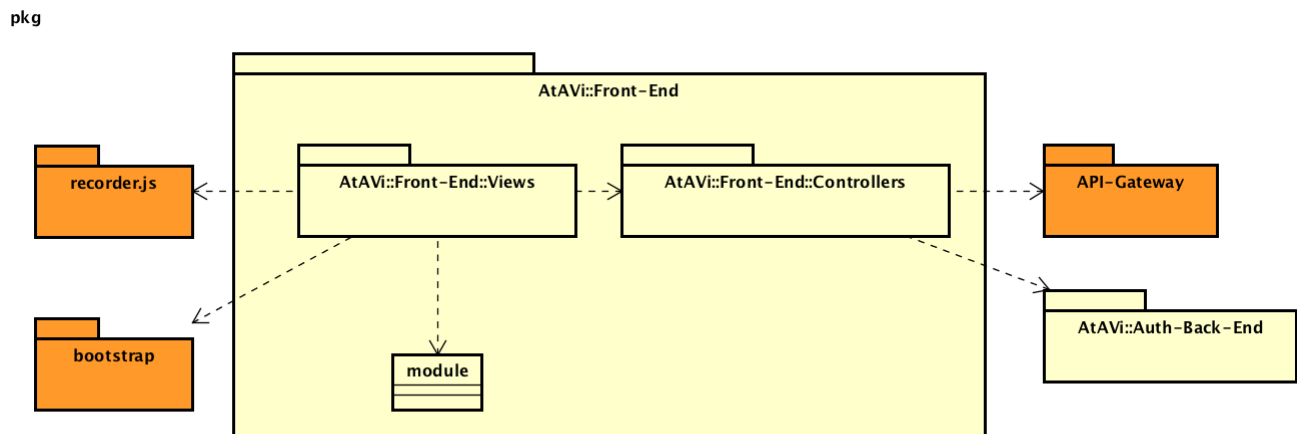 pkg
AtAVi::Front-End
recorder.js
AtAVi::Front-End::Views
AtAVi::Front-End::Controllers
API-Gateway
bootstrap
module
AtAVi::Auth-Back-End